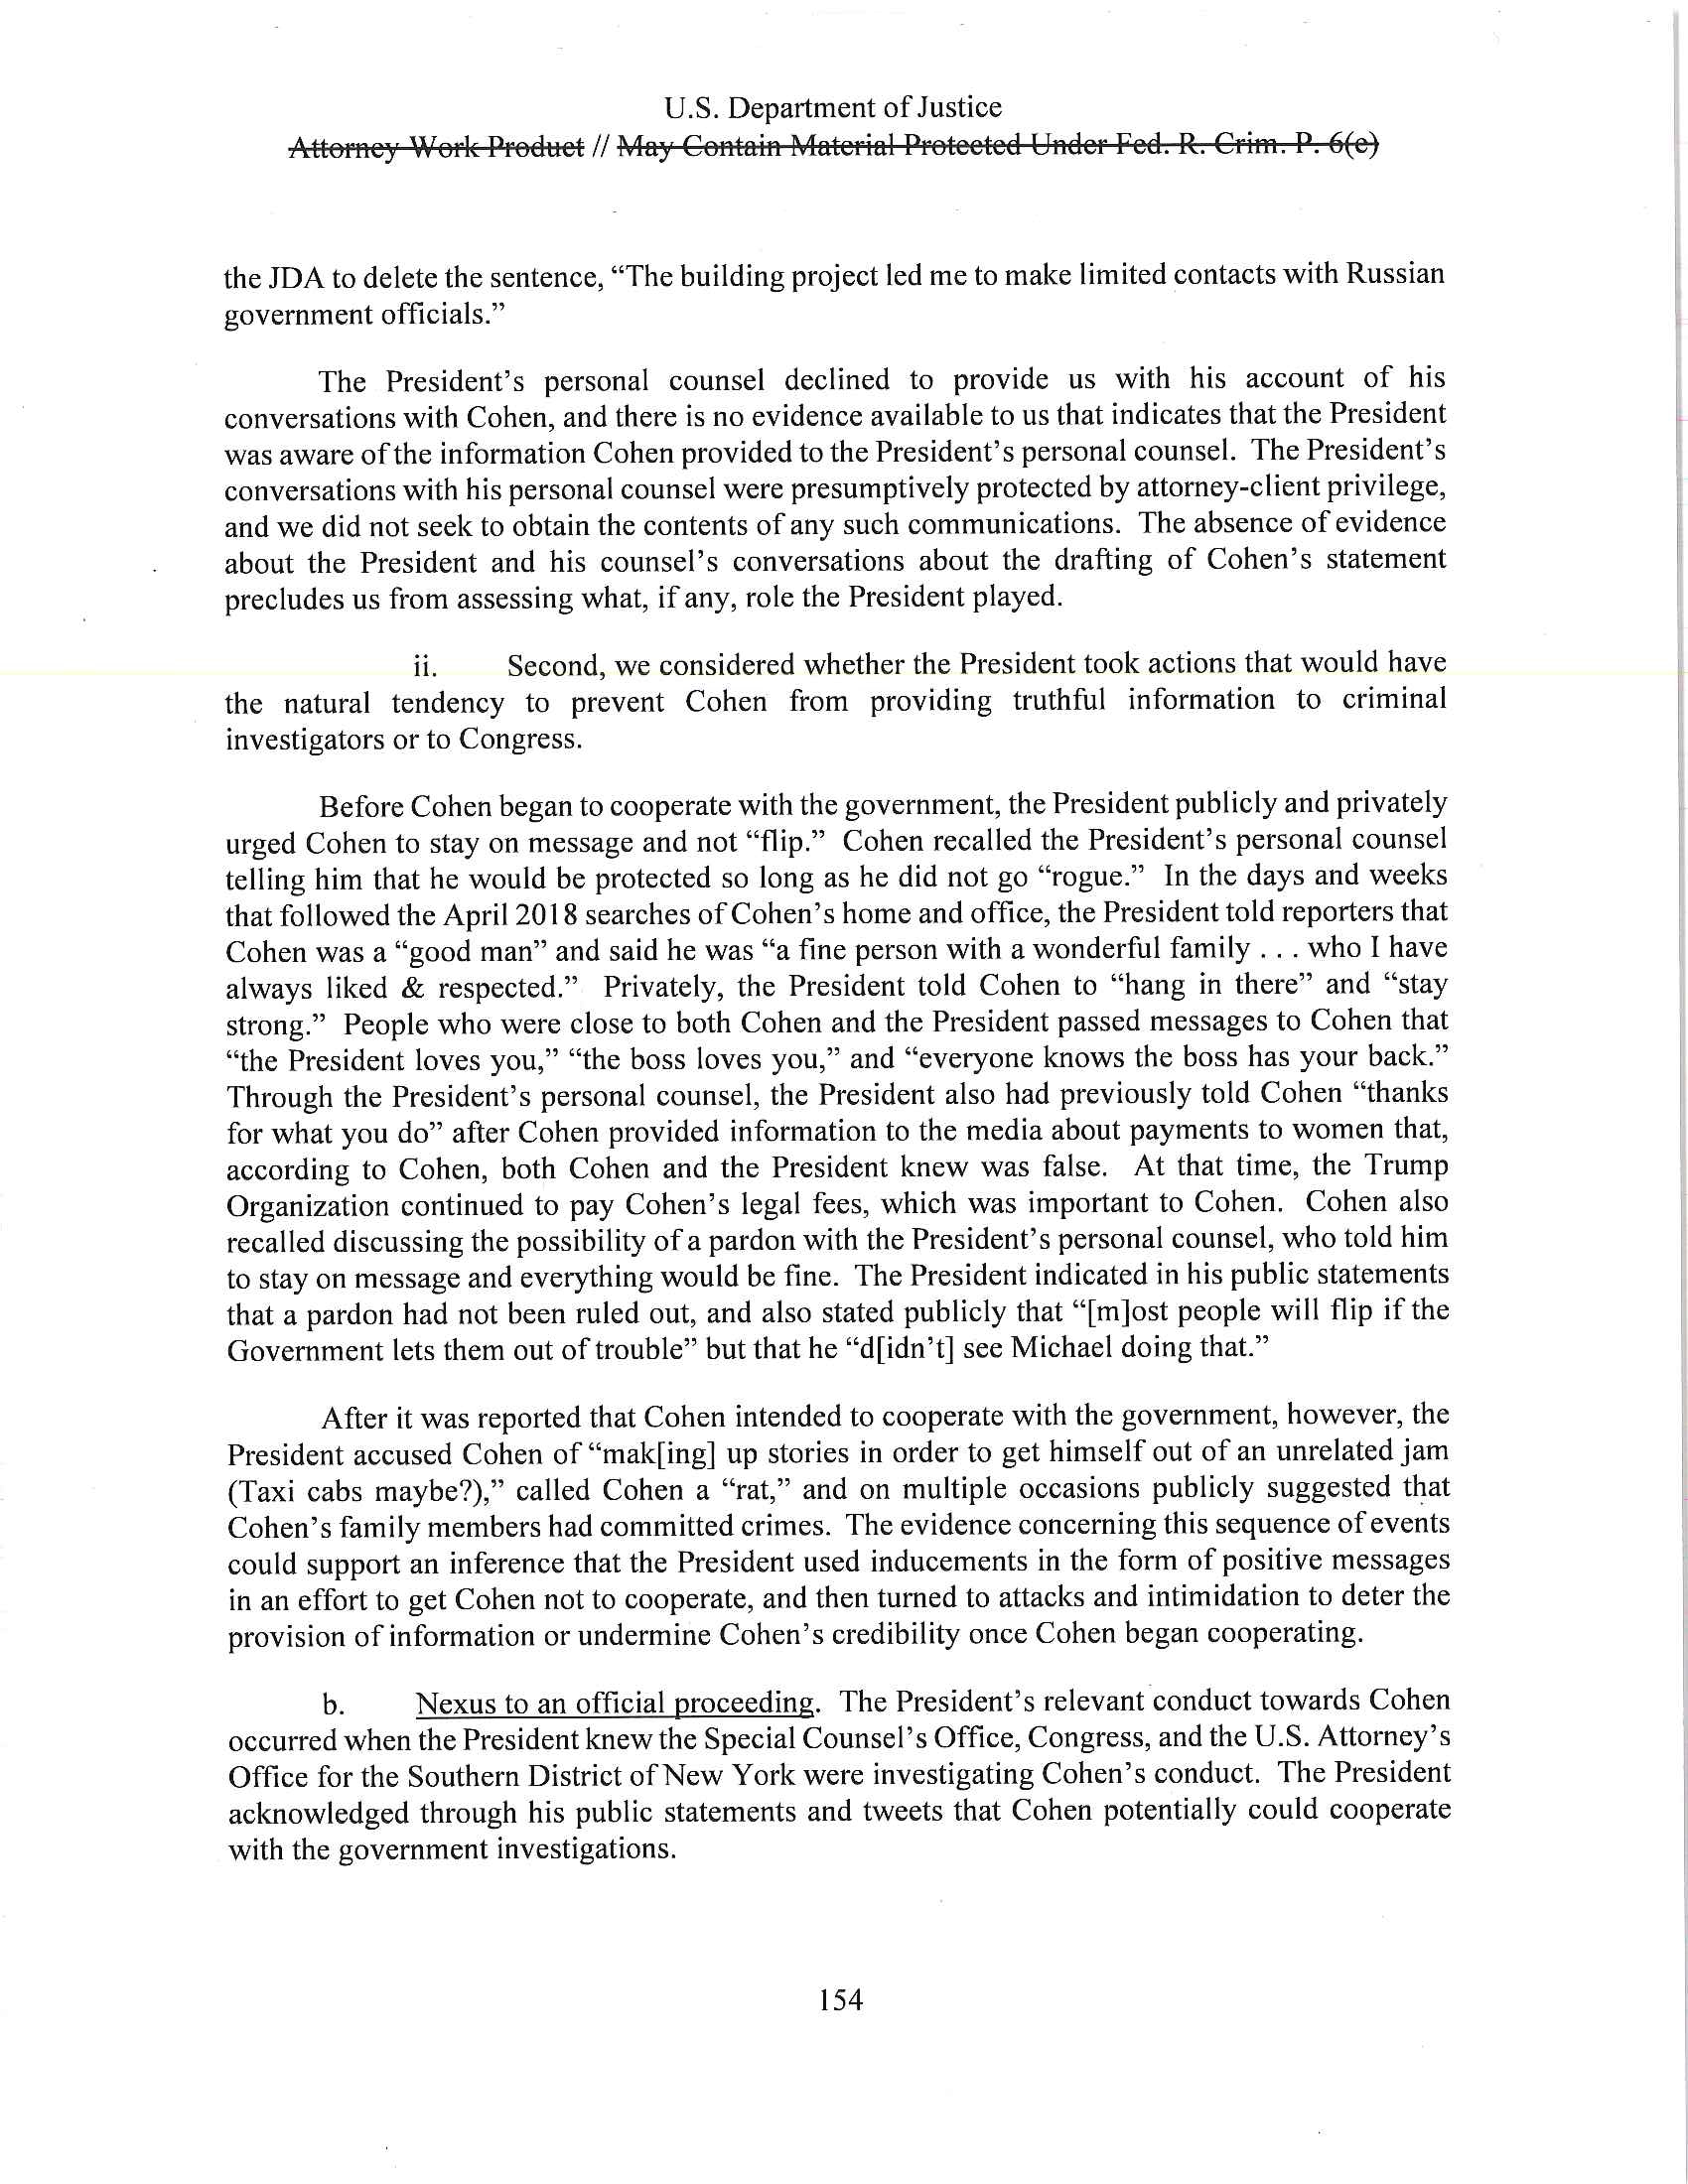 U.S. Department of Justice
Attorney Work Product // May Contain Material Protected Under Fed. R. Crim. P. 6(e)
the JDA to delete the sentence, “The building project led me to make limited contacts with Russian
government officials.”
The President’s personal counsel declined to provide us with his account of his
conversations with Cohen, and there is no evidence available to us that indicates that the President
was aware of the information Cohen provided to the President’s personal counsel. The President’s
conversations with his personal counsel were presumptively protected by attorney-client privilege,
and we did not seek to obtain the contents of any such communications. The absence of evidence
about the President and his counsel’s conversations about the drafting of Cohen’s statement
precludes us from assessing what, if any, role the President played.
ii. Second, we considered whether the President took actions that would have
the natural tendency to prevent Cohen from providing truthful information to criminal
investigators or to Congress.
Before Cohen began to cooperate with the government, the President publicly and privately
urged Cohen to stay on message and not “flip.” Cohen recalled the President’s personal counsel
telling him that he would be protected so long as he did not go “rogue.” In the days and weeks
that followed the April 2018 searches of Cohen’s home and office, the President told reporters that
Cohen was a “good man” and said he was “a fine person with a wonderful family . . . who I have
always liked & respected.” Privately, the President told Cohen to “hang in there” and “stay
strong.” People who were close to both Cohen and the President passed messages to Cohen that
“the President loves you,” “the boss loves you,” and “everyone knows the boss has your back.”
Through the President’s personal counsel, the President also had previously told Cohen “thanks
for what you do” after Cohen provided information to the media about payments to women that,
according to Cohen, both Cohen and the President knew was false. At that time, the Trump
Organization continued to pay Cohen’s legal fees, which was important to Cohen. Cohen also
recalled discussing the possibility of a pardon with the President’s personal counsel, who told him
to stay on message and everything would be fine. The President indicated in his public statements
that a pardon had not been ruled out, and also stated publicly that “[m]ost people will flip if the
Government lets them out of trouble” but that he “d[idn’t] see Michael doing that.”
After it was reported that Cohen intended to cooperate with the government, however, the
President accused Cohen of “mak[ing] up stories in order to get himself out of an unrelated jam
(Taxi cabs maybe?),” called Cohen a “rat,” and on multiple occasions publicly suggested that
Cohen’s family members had committed crimes. The evidence concerning this sequence of events
could support an inference that the President used inducements in the form of positive messages
in an effort to get Cohen not to cooperate, and then turned to attacks and intimidation to deter the
provision of information or undermine Cohen’s credibility once Cohen began cooperating.
b. Nexus to an official proceeding. The President’s relevant conduct towards Cohen
occurred when the President knew the Special Counsel’s Office, Congress, and the U.S. Attorney’s
Office for the Southern District of New York were investigating Cohen’s conduct. The President
acknowledged through his public statements and tweets that Cohen potentially could cooperate
with the government investigations.
154